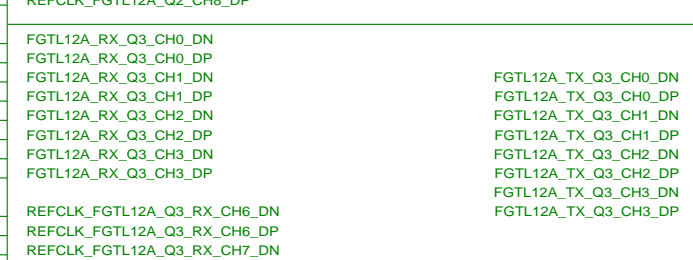 REFCLK_FGTL12A_Q2_CH8_DP
FGTL12A_RX_Q3_CH0_DN
FGTL12A_RX_Q3_CH0_DP
FGTL12A_RX_Q3_CH1_DN
FGTL12A_RX_Q3_CH1_DP
FGTL12A_RX_Q3_CH2_DN
FGTL12A_RX_Q3_CH2_DP
FGTL12A_RX_Q3_CH3_DN
FGTL12A_RX_Q3_CH3_DP
REFCLK_FGTL12A_Q3_RX_CH6_DN
REFCLK_FGTL12A_Q3_RX_CH6_DP
REFCLK_FGTL12A_Q3_RX_CH7_DN
FGTL12A_TX_Q3_CH0_DN
FGTL12A_TX_Q3_CH0_DP
FGTL12A_TX_Q3_CH1_DN
FGTL12A_TX_Q3_CH1_DP
FGTL12A_TX_Q3_CH2_DN
FGTL12A_TX_Q3_CH2_DP
FGTL12A_TX_Q3_CH3_DN
FGTL12A_TX_Q3_CH3_DP